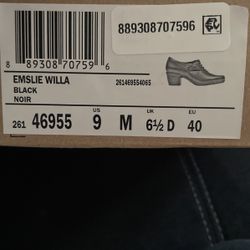 889308707596
8 89308 70759 6
EMSLIE WILLA
261469554065
BLACK
NOIR
US UK EU
261 46955 9 M 6½ D 40